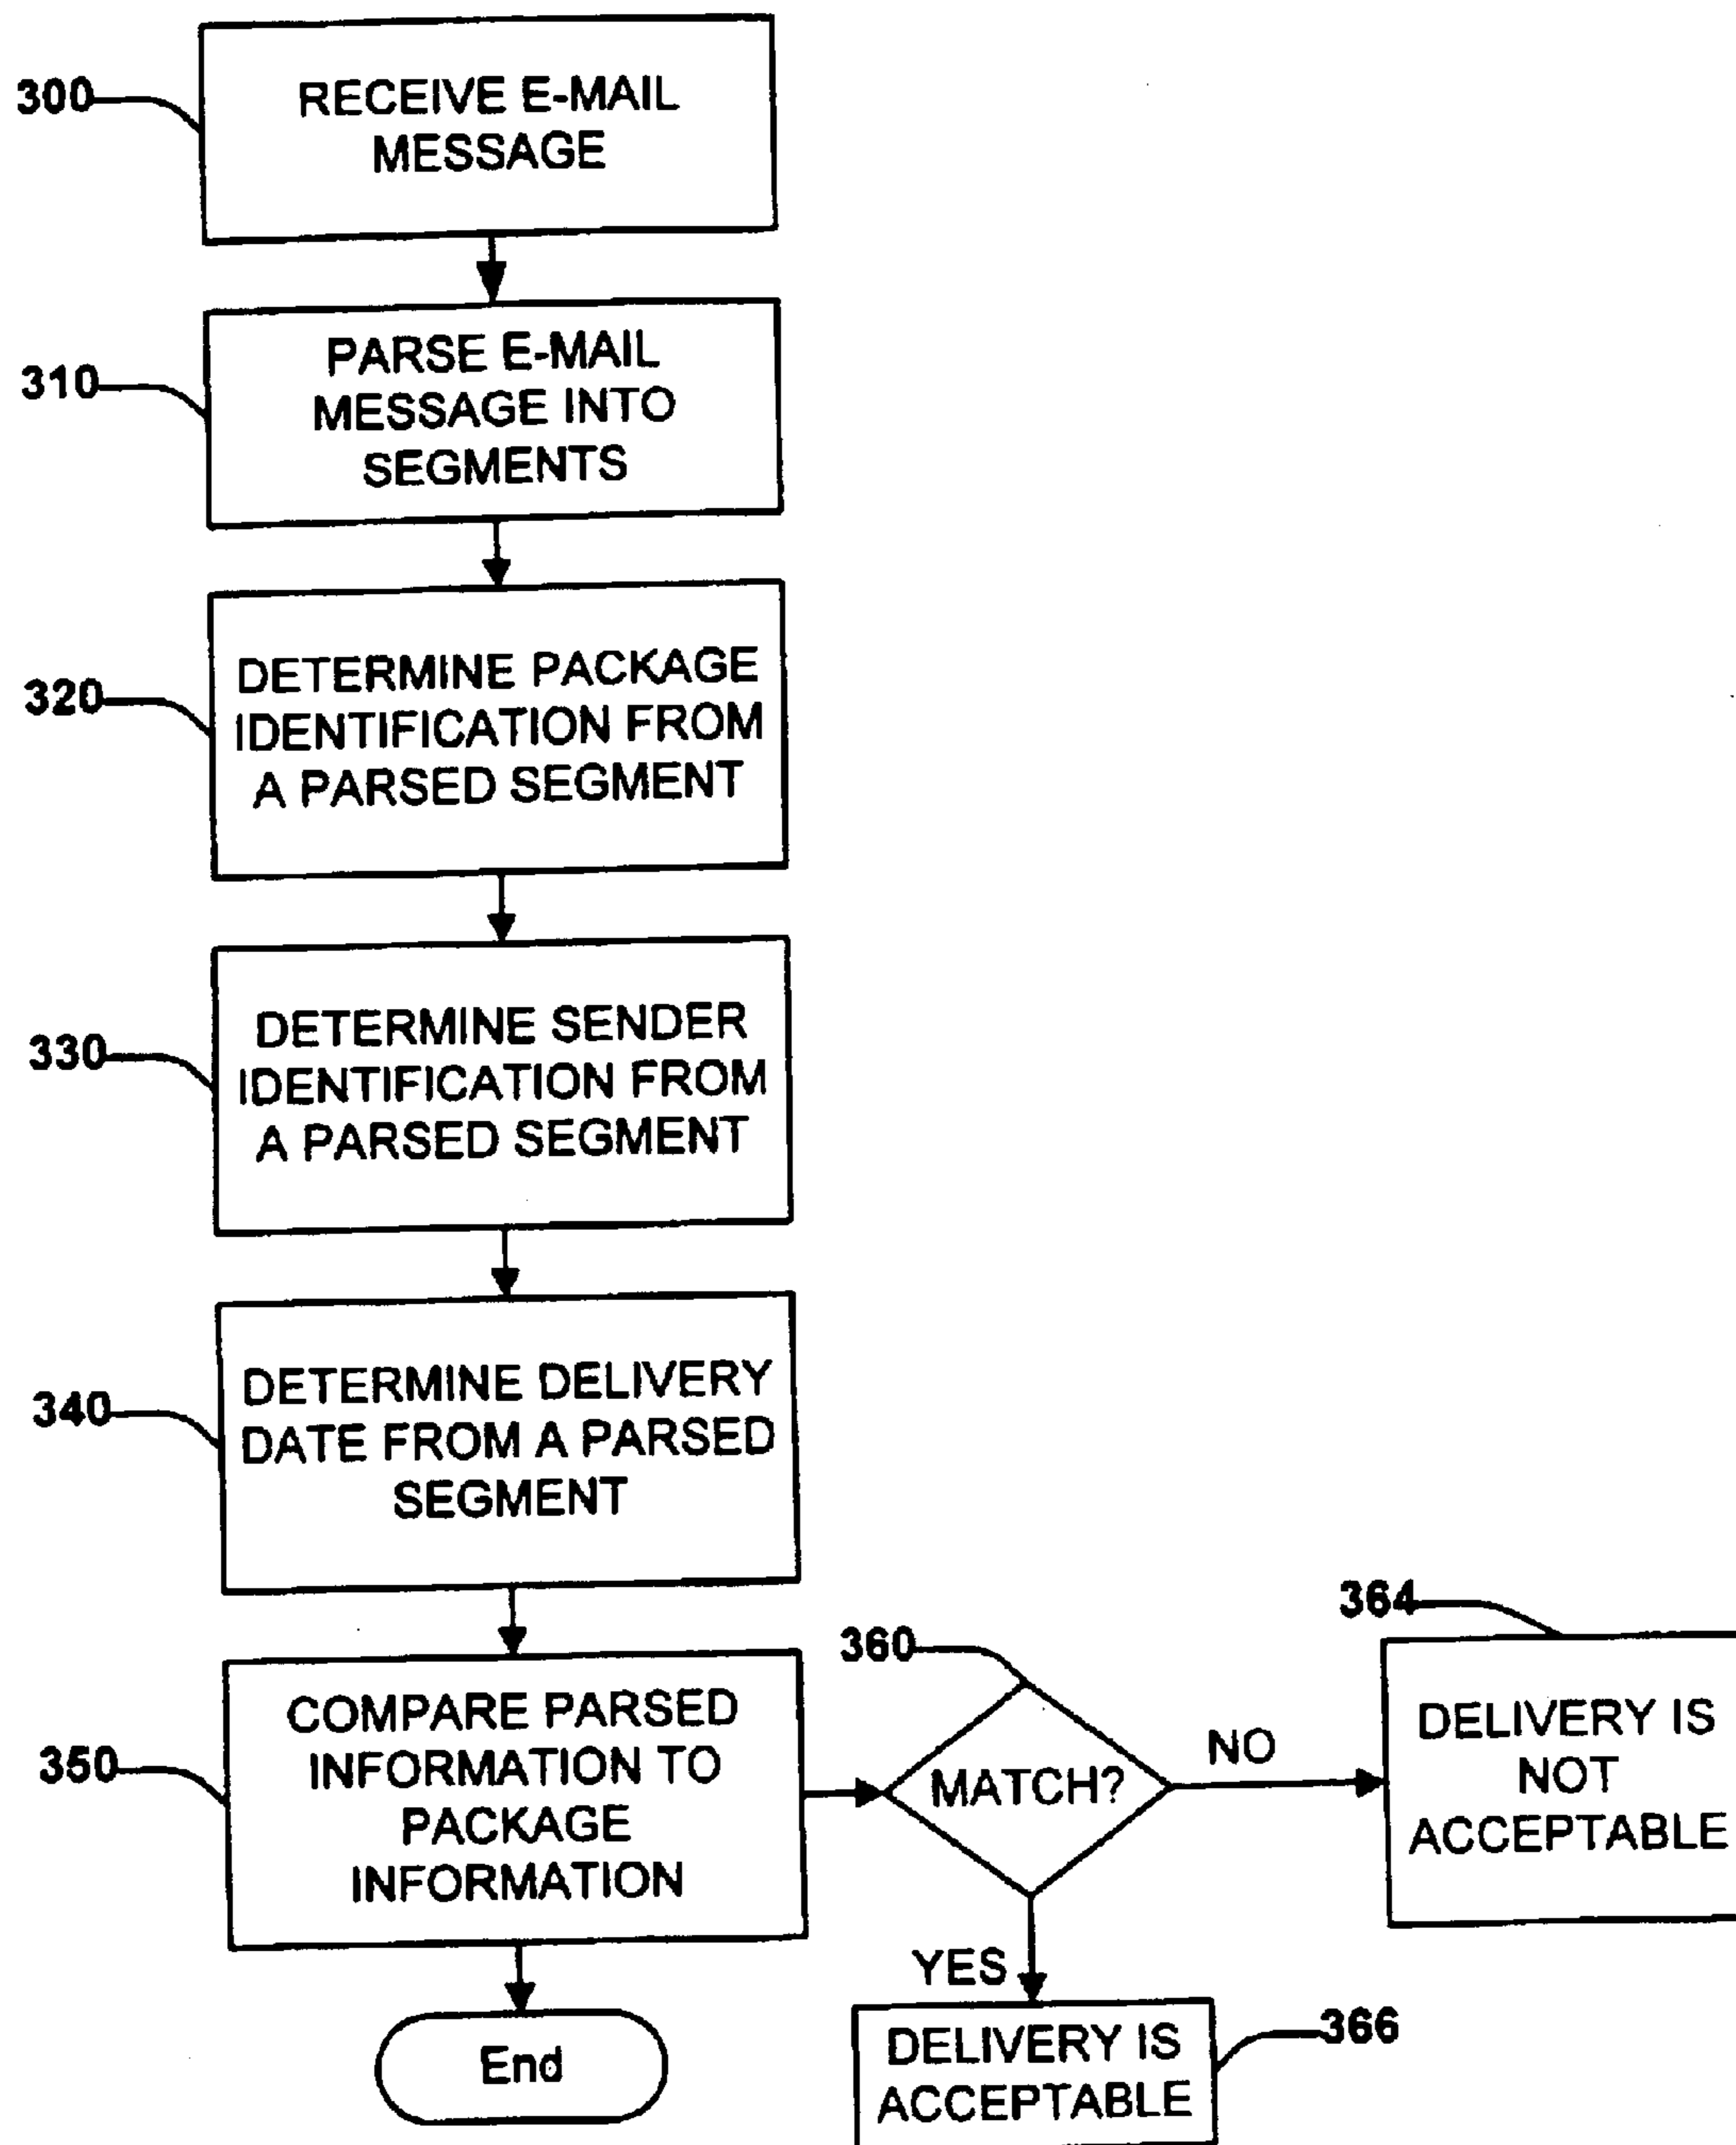 300
RECEIVE E-MAIL
MESSAGE
310
PARSE E-MAIL
MESSAGE INTO
SEGMENTS
320
DETERMINE PACKAGE
IDENTIFICATION FROM
A PARSED SEGMENT
330
DETERMINE SENDER
IDENTIFICATION FROM
A PARSED SEGMENT
340
DETERMINE DELIVERY
DATE FROM A PARSED
SEGMENT
350
COMPARE PARSED
INFORMATION TO
PACKAGE
INFORMATION
360
MATCH?
NO
364
DELIVERY IS
NOT
ACCEPTABLE
YES
DELIVERY IS
ACCEPTABLE
366
End